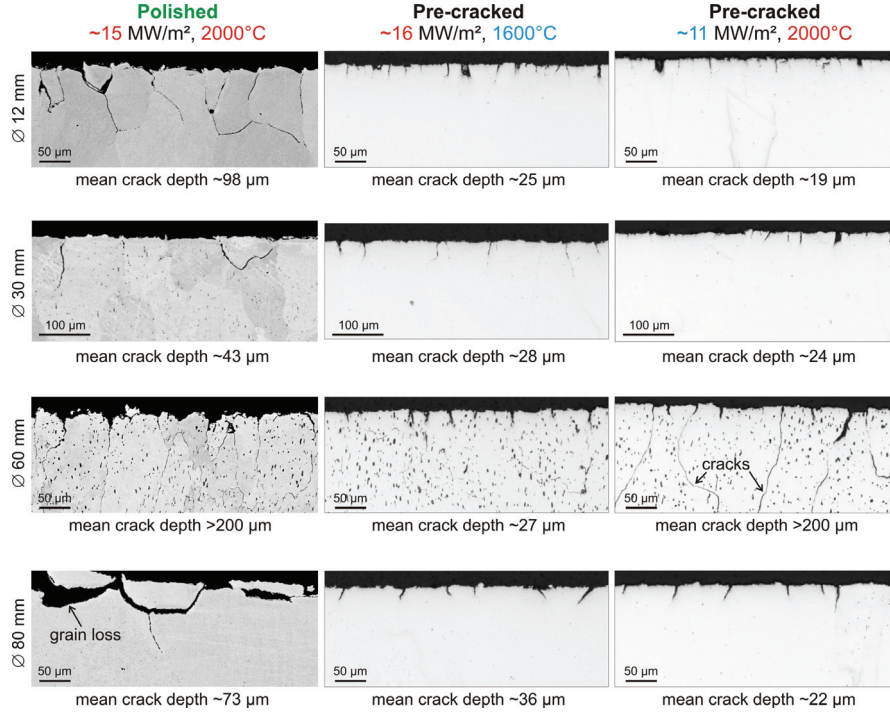 Polished
~15 MW/m², 2000°C
Pre-cracked
~16 MW/m², 1600°C
Pre-cracked
~11 MW/m², 2000°C
Ø 12 mm
50 µm
50 µm
50 µm
mean crack depth ~98 µm
mean crack depth ~25 µm
mean crack depth ~19 µm
Ø 30 mm
100 µm
100 µm
100 µm
mean crack depth ~43 µm
mean crack depth ~28 µm
mean crack depth ~24 µm
Ø 60 mm
cracks
50 µm
50 µm
50 µm
mean crack depth >200 µm
mean crack depth ~27 µm
mean crack depth >200 µm
Ø 80 mm
grain loss
50 µm
50 µm
50 µm
mean crack depth ~73 µm
mean crack depth ~36 µm
mean crack depth ~22 µm